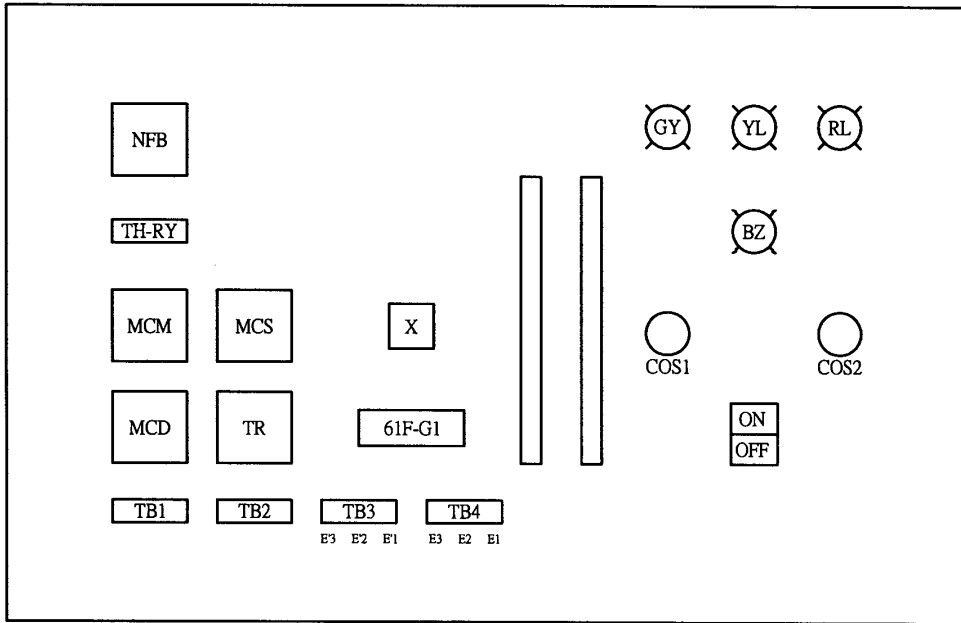 NFB
GY YL RL
TH-RY
BZ
MCM MCS X
COS1 COS2
MCD TR 61F-G1
ON
OFF
TB1 TB2 TB3 TB4
E'3 E'2 E'1 E3 E2 E1